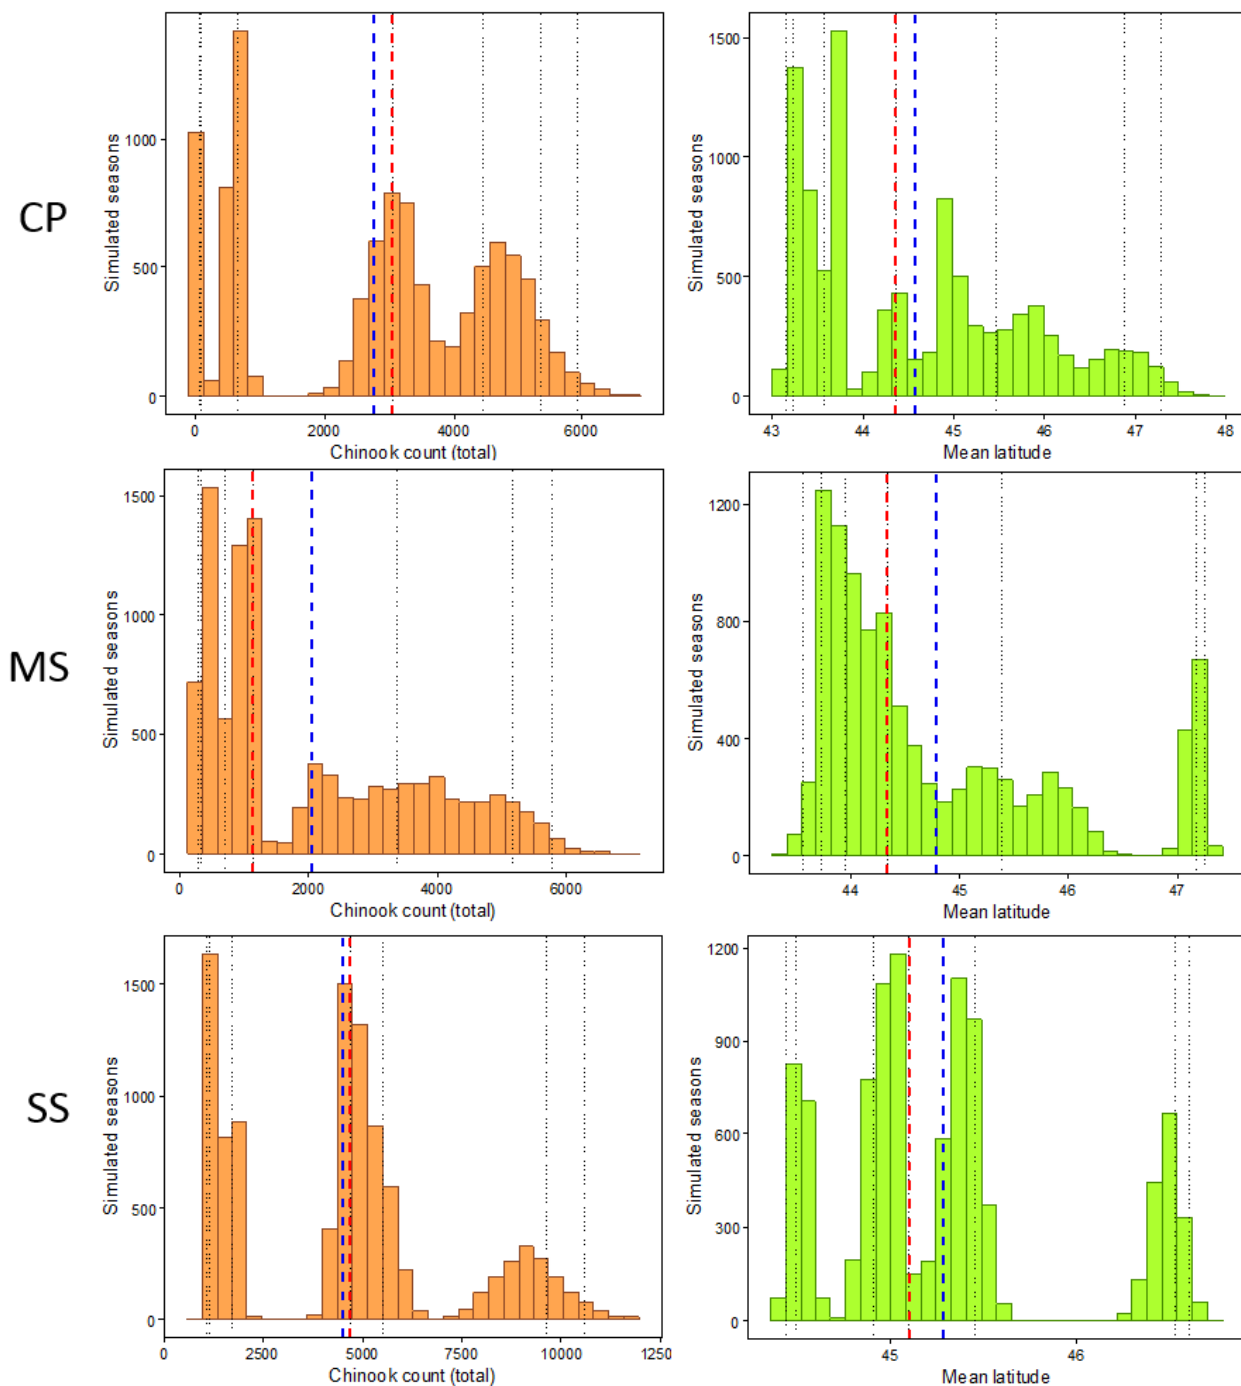 CP
Simulated seasons
1000
500
0
0 2000 4000 6000
Chinook count (total)
Simulated seasons
1500
1000
500
0
43 44 45 46 47 48
Mean latitude
MS
Simulated seasons
1500
1000
500
0
0 2000 4000 6000
Chinook count (total)
Simulated seasons
1200
800
400
0
44 45 46 47
Mean latitude
SS
Simulated seasons
1500
1000
500
0
0 2500 5000 7500 10000 1250
Chinook count (total)
Simulated seasons
1200
900
600
300
0
45 46
Mean latitude